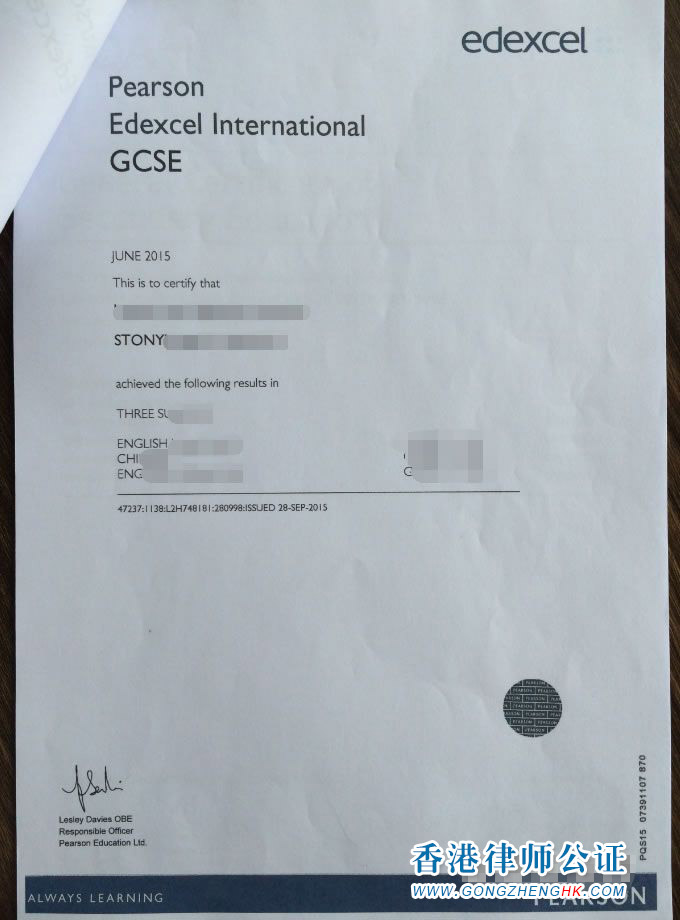 edexcel
Pearson
Edexcel International
GCSE
JUNE 2015
This is to certify that
STONY
achieved the following results in
THREE SU
ENGLISH
CHI
ENG
G
47237:1138:L2H748181:280998:ISSUED 28-SEP-2015
PEARSON
Lesley Davies OBE
Responsible Officer
Pearson Education Ltd.
PQS15 07391107 870
香港律师公证
WWW.GONGZHENGHK.COM
ALWAYS LEARNING
PEARSON